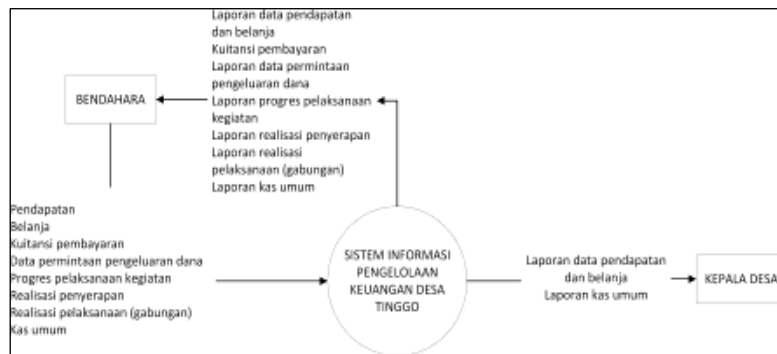 Laporan data pendapatan
dan belanja
Kuitansi pembayaran
Laporan data permintaan
pengeluaran dana
Laporan progres pelaksanaan
kegiatan
Laporan realisasi penyerapan
Laporan realisasi
pelaksanaan (gabungan)
Laporan kas umum
BENDAHARA
Pendapatan
Belanja
Kuitansi pembayaran
Data permintaan pengeluaran dana
Progres pelaksanaan kegiatan
Realisasi penyerapan
Realisasi pelaksanaan (gabungan)
Kas umum
SISTEM INFORMASI
PENGELOLAAN
KEUANGAN DESA
TINGGO
Laporan data pendapatan
dan belanja
Laporan kas umum
KEPALA DESA